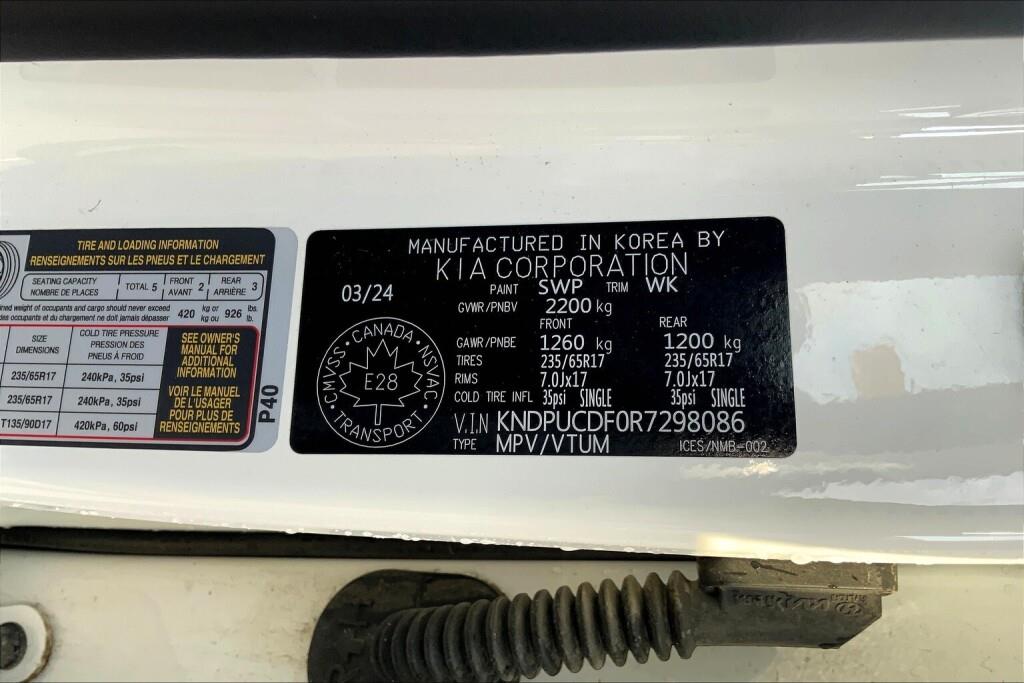 TIRE AND LOADING INFORMATION
RENSEIGNEMENTS SUR LES PNEUS ET LE CHARGEMENT
SEATING CAPACITY
NOMBRE DE PLACES
TOTAL 5
FRONT
AVANT 2
REAR
ARRIÈRE 3
weight of occupants and cargo should never exceed
des occupants et du chargement ne doit jamais dépasser
420 kg or
kg ou
926 lbs.
lb.
SIZE
DIMENSIONS
COLD TIRE PRESSURE
PRESSION DES
PNEUS À FROID
235/65R17 240kPa, 35psi
235/65R17 240kPa, 35psi
T135/90D17 420kPa, 60psi
SEE OWNER'S
MANUAL FOR
ADDITIONAL
INFORMATION
VOIR LE MANUEL
DE L'USAGER
POUR PLUS DE
RENSEIGNEMENTS
P40
MANUFACTURED IN KOREA BY
KIA CORPORATION
PAINT SWP TRIM WK
03/24
GVWR/PNBV 2200 kg
FRONT REAR
GAWR/PNBE 1260 kg 1200 kg
TIRES 235/65R17 235/65R17
RIMS 7.0Jx17 7.0Jx17
COLD TIRE INFL 35psi SINGLE 35psi SINGLE
V.I.N KNDPUCDF0R7298086
TYPE MPV/VTUM
ICES/NMB-002
CANADA
CMVSS · NSVAC
E28
TRANSPORT